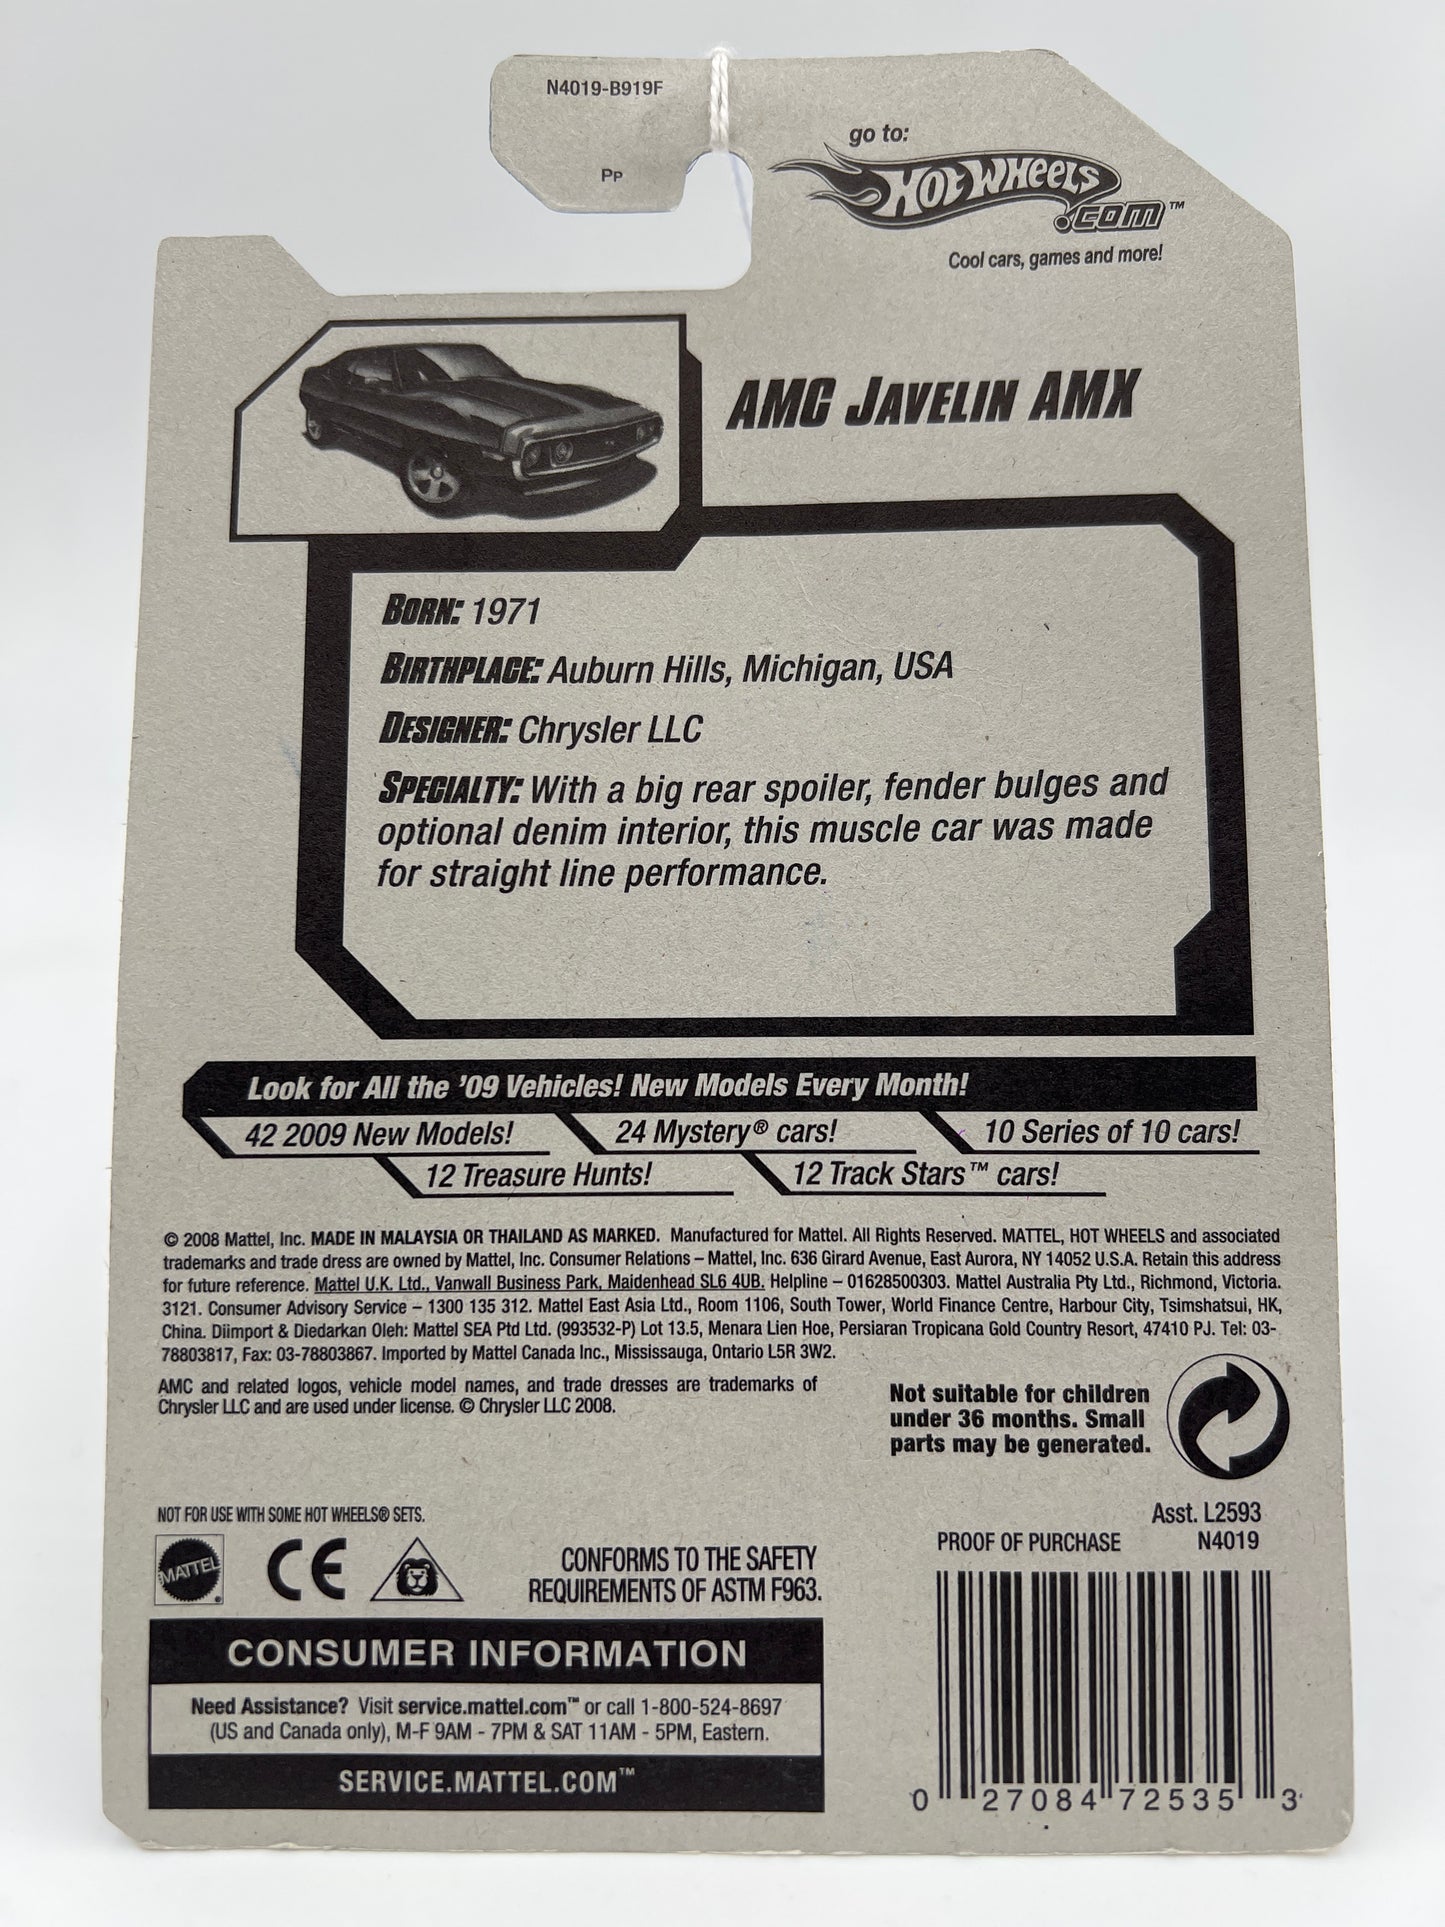 N4019-B919F
Pp
go to:
Hot Wheels
.com™
Cool cars, games and more!
AMC Javelin AMX
Born: 1971
Birthplace: Auburn Hills, Michigan, USA
Designer: Chrysler LLC
Specialty: With a big rear spoiler, fender bulges and
optional denim interior, this muscle car was made
for straight line performance.
Look for All the '09 Vehicles! New Models Every Month!
42 2009 New Models! 24 Mystery® cars! 10 Series of 10 cars!
12 Treasure Hunts! 12 Track Stars™ cars!
© 2008 Mattel, Inc. MADE IN MALAYSIA OR THAILAND AS MARKED. Manufactured for Mattel. All Rights Reserved. MATTEL, HOT WHEELS and associated
trademarks and trade dress are owned by Mattel, Inc. Consumer Relations – Mattel, Inc. 636 Girard Avenue, East Aurora, NY 14052 U.S.A. Retain this address
for future reference. Mattel U.K. Ltd., Vanwall Business Park, Maidenhead SL6 4UB. Helpline – 01628500303. Mattel Australia Pty Ltd., Richmond, Victoria.
3121. Consumer Advisory Service – 1300 135 312. Mattel East Asia Ltd., Room 1106, South Tower, World Finance Centre, Harbour City, Tsimshatsui, HK,
China. Diimport & Diedarkan Oleh: Mattel SEA Ptd Ltd. (993532-P) Lot 13.5, Menara Lien Hoe, Persiaran Tropicana Gold Country Resort, 47410 PJ. Tel: 03-
78803817, Fax: 03-78803867. Imported by Mattel Canada Inc., Mississauga, Ontario L5R 3W2.
AMC and related logos, vehicle model names, and trade dresses are trademarks of
Chrysler LLC and are used under license. © Chrysler LLC 2008.
Not suitable for children
under 36 months. Small
parts may be generated.
NOT FOR USE WITH SOME HOT WHEELS® SETS.
MATTEL
CE
CONFORMS TO THE SAFETY
REQUIREMENTS OF ASTM F963.
Asst. L2593
PROOF OF PURCHASE N4019
CONSUMER INFORMATION
Need Assistance? Visit service.mattel.com™ or call 1-800-524-8697
(US and Canada only), M-F 9AM - 7PM & SAT 11AM - 5PM, Eastern.
SERVICE.MATTEL.COM™
0 27084 72535 3